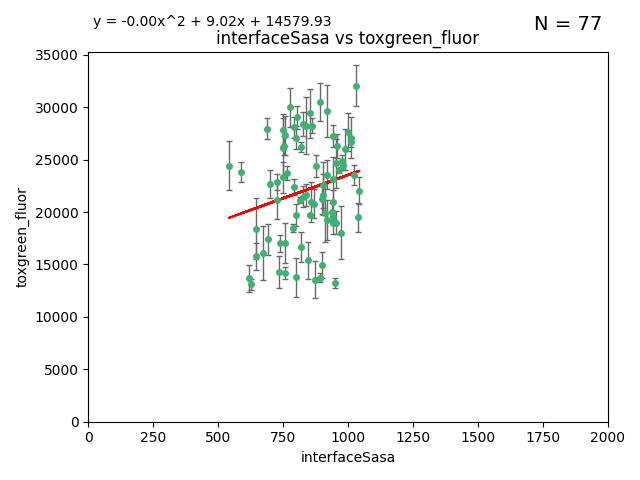 y = -0.00x^2 + 9.02x + 14579.93
N = 77
interfaceSasa vs toxgreen_fluor
35000
30000
25000
20000
15000
10000
5000
0
toxgreen_fluor
0 250 500 750 1000 1250 1500 1750 2000
interfaceSasa